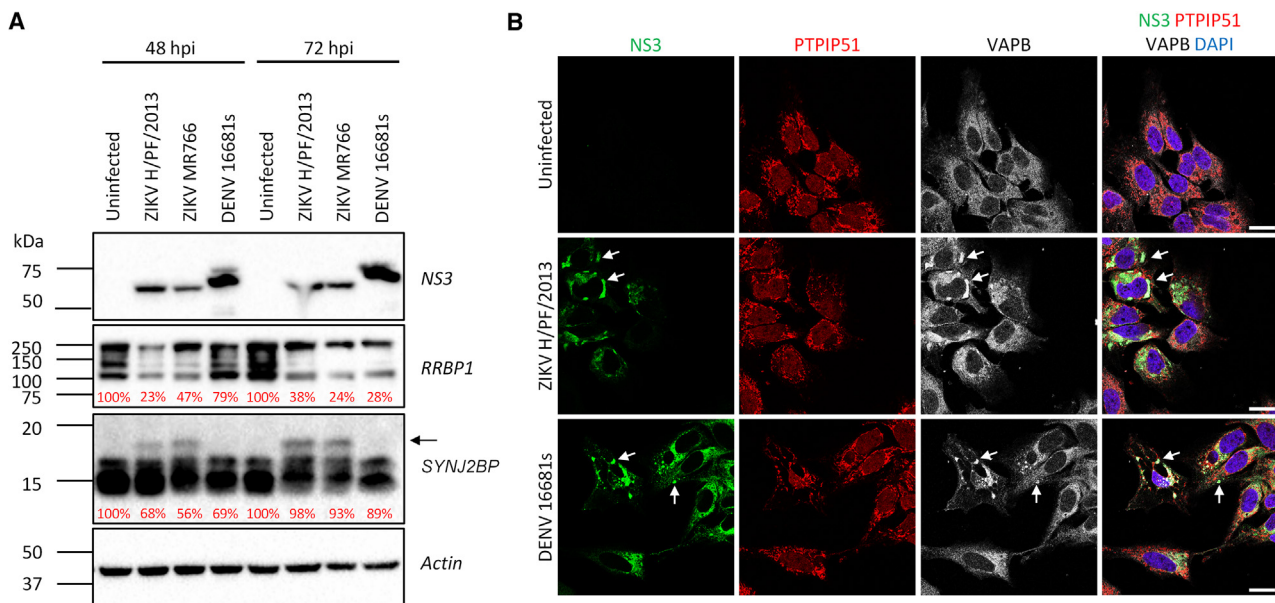 A
48 hpi
72 hpi
Uninfected
ZIKV H/PF/2013
ZIKV MR766
DENV 16681s
Uninfected
ZIKV H/PF/2013
ZIKV MR766
DENV 16681s
kDa
75
50
NS3
250
150
100
75
RRBP1
100% 23% 47% 79% 100% 38% 24% 28%
20
15
SYNJ2BP
100% 68% 56% 69% 100% 98% 93% 89%
50
37
Actin
B
NS3
PTPIP51
VAPB
NS3 PTPIP51
VAPB DAPI
Uninfected
ZIKV H/PF/2013
DENV 16681s